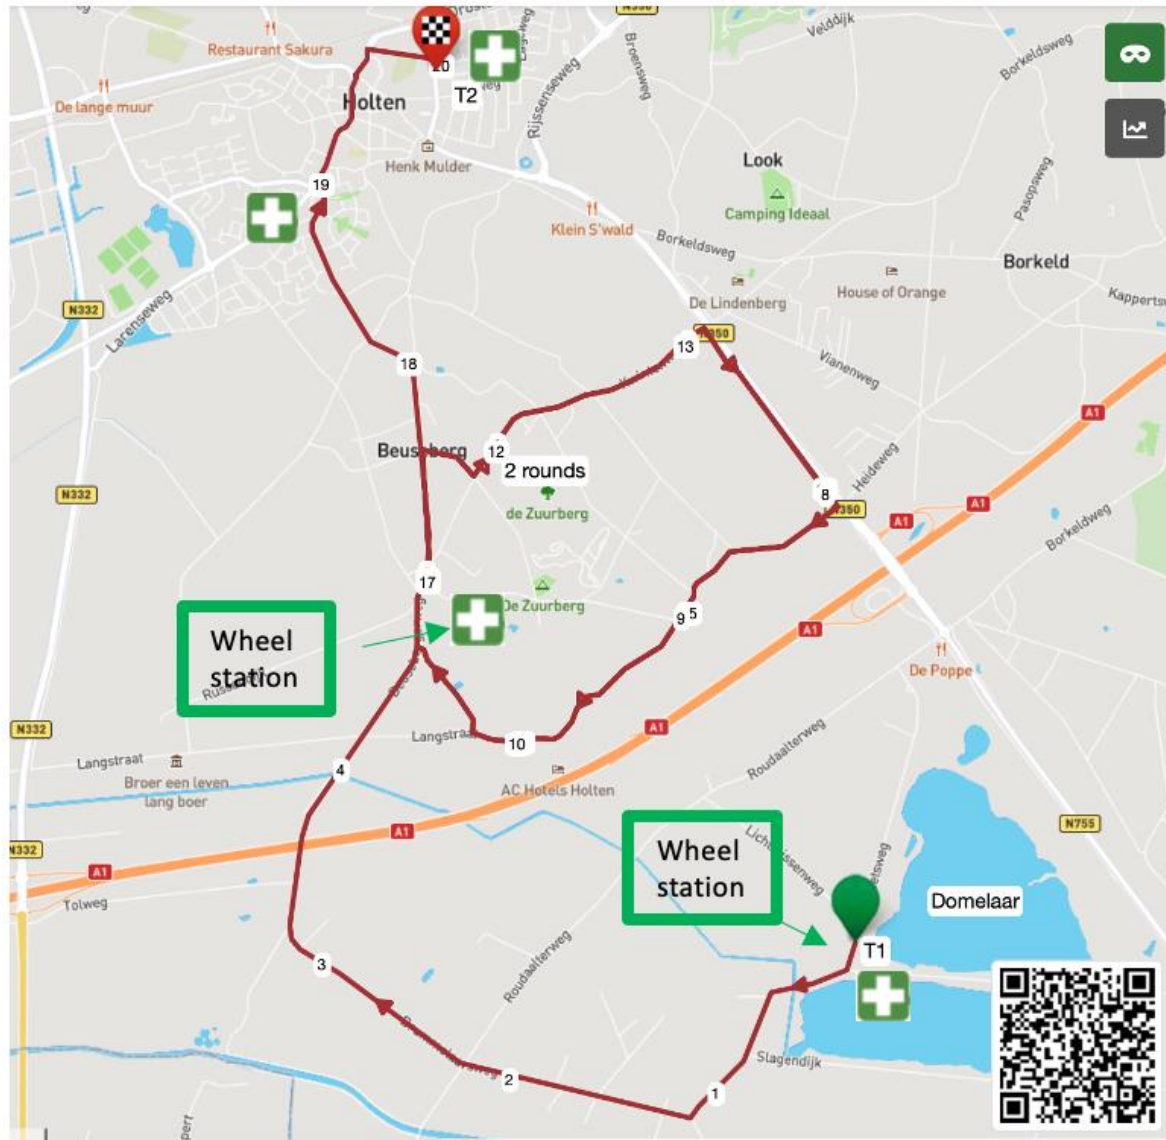 Restaurant Sakura
De lange muur
Holten
20
T2
Henk Mulder
Rijssenseweg
Broensweg
Velddijk
Borkeldsweg
Look
Camping Ideaal
Pasopsweg
19
Klein S'wald
Borkeldsweg
Borkeld
N332
Larenseweg
De Lindenberg
House of Orange
13
Vianenweg
18
A1
Beuseberg
12
2 rounds
N332
8
N350
Heideweg
A1
A1
de Zuurberg
Borkeldweg
17
De Zuurberg
9
5
A1
Wheel
station
De Poppe
N332
A1
Langstraat
10
Langstraat
Roudaalterweg
4
Broer een leven
lang boer
AC Hotels Holten
A1
N755
N332
Wheel
station
A1
Tolweg
Domelaar
T1
3
Roudaalterweg
Slagendijk
2
1